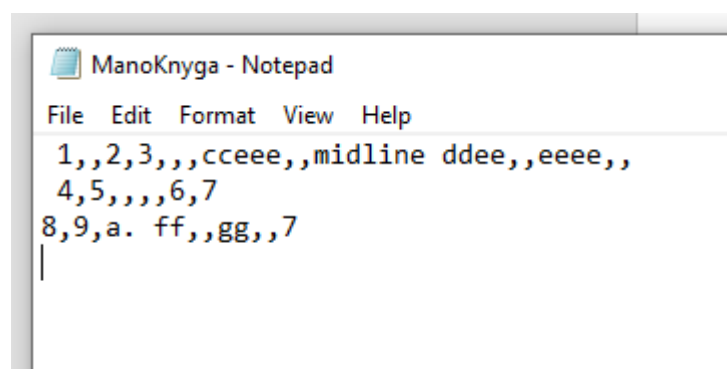 ManoKnyga - Notepad
File Edit Format View Help
 1,,2,3,,,cceee,,midline ddee,,eeee,,
 4,5,,,,6,7
8,9,a. ff,,gg,,7